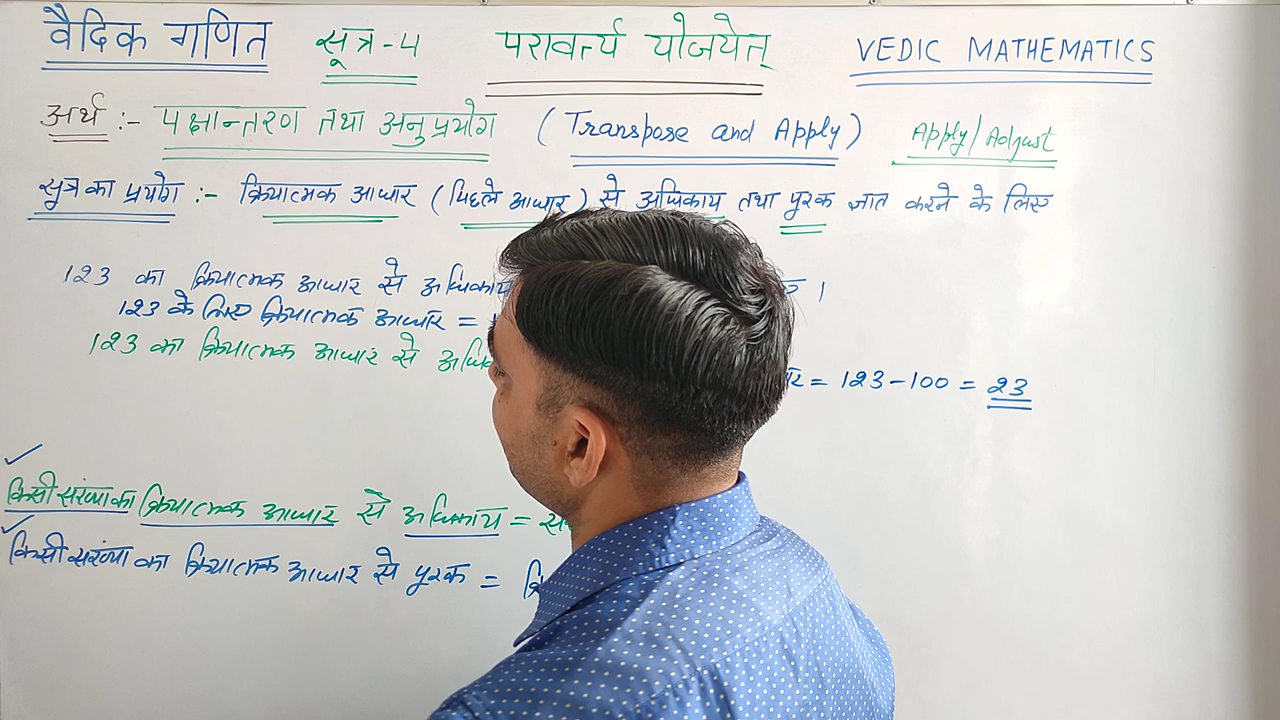 वैदिक गणित सूत्र-4 परावर्त्य योजयेत् VEDIC MATHEMATICS
अर्थ :- पक्षान्तरण तथा अनुप्रयोग (Transpose and Apply) Apply/Adjust
सूत्र का प्रयोग :- क्रियात्मक आधार (पिछले आधार) से अधिकाय तथा पुरक ज्ञात करने के लिए
123 का क्रियात्मक आधार से अधिकाय
123 के लिए क्रियात्मक आधार =
123 का क्रियात्मक आधार से
= 123-100 = 23
किसी संख्या का क्रियात्मक आधार से अधिकाय =
किसी संख्या का क्रियात्मक आधार से पुरक =